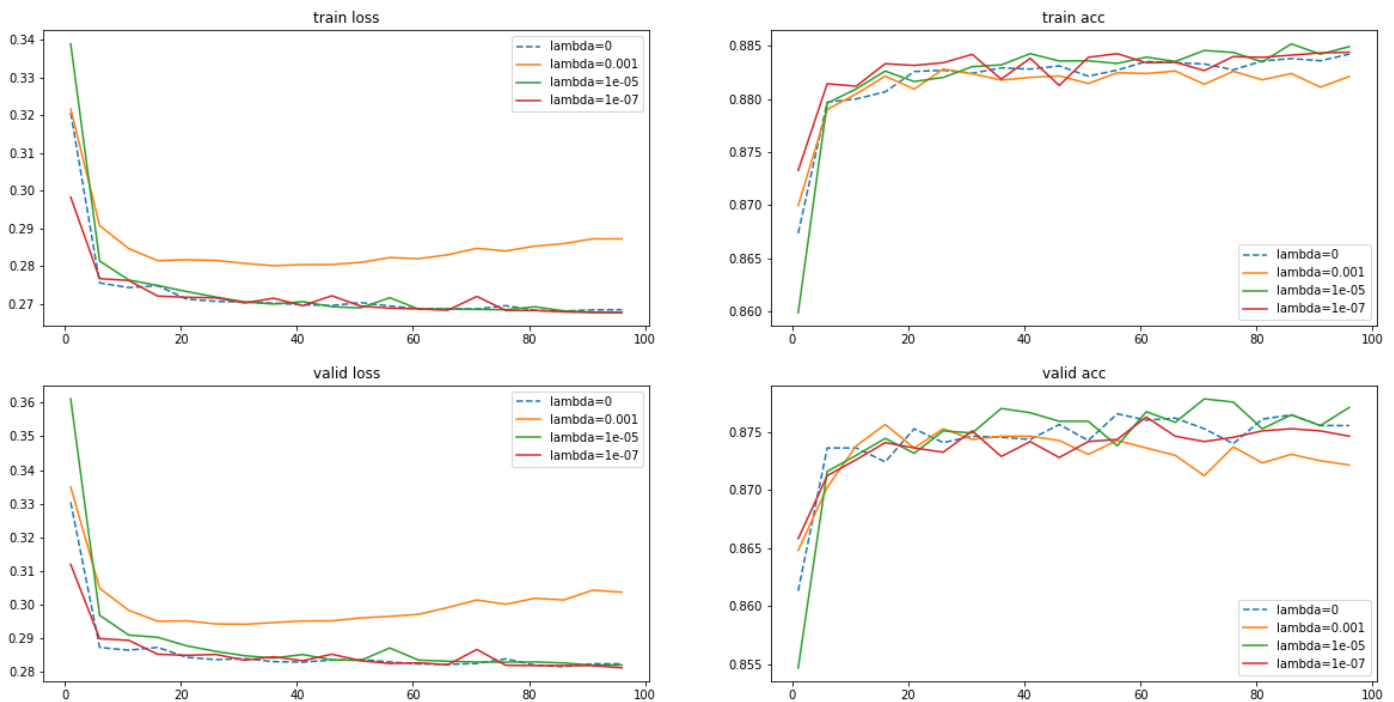 train loss
0.34
0.33
0.32
0.31
0.30
0.29
0.28
0.27
0 20 40 60 80 100
lambda=0
lambda=0.001
lambda=1e-05
lambda=1e-07
train acc
0.885
0.880
0.875
0.870
0.865
0.860
0 20 40 60 80 100
lambda=0
lambda=0.001
lambda=1e-05
lambda=1e-07
valid loss
0.36
0.35
0.34
0.33
0.32
0.31
0.30
0.29
0.28
0 20 40 60 80 100
lambda=0
lambda=0.001
lambda=1e-05
lambda=1e-07
valid acc
0.875
0.870
0.865
0.860
0.855
0 20 40 60 80 100
lambda=0
lambda=0.001
lambda=1e-05
lambda=1e-07